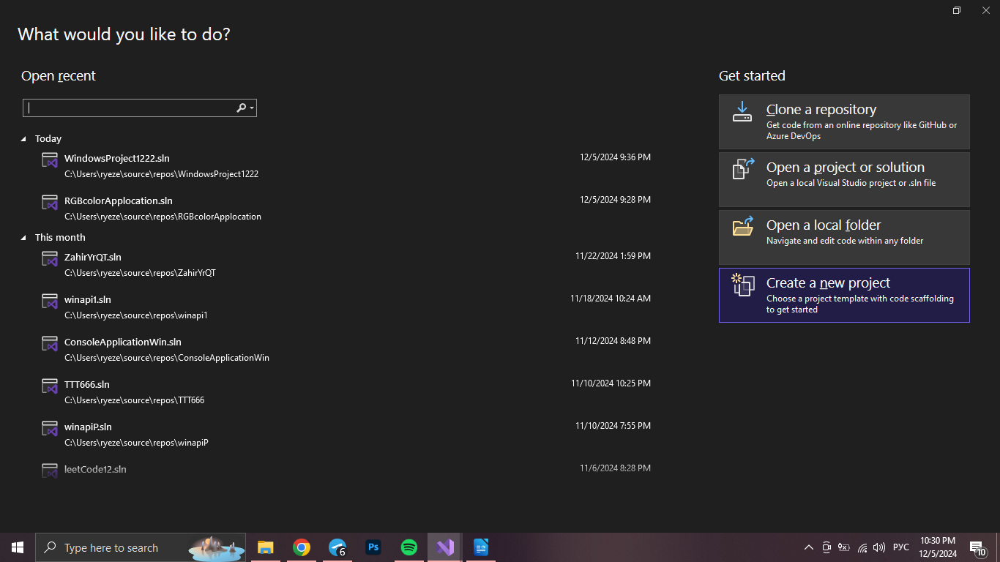 What would you like to do?
Open recent
Today
WindowsProject1222.sln
12/5/2024 9:36 PM
C:\Users\ryeze\source\repos\WindowsProject1222
RGBcolorApplocation.sln
12/5/2024 9:28 PM
C:\Users\ryeze\source\repos\RGBcolorApplocation
This month
ZahirYrQT.sln
11/22/2024 1:59 PM
C:\Users\ryeze\source\repos\ZahirYrQT
winapi1.sln
11/18/2024 10:24 AM
C:\Users\ryeze\source\repos\winapi1
ConsoleApplicationWin.sln
11/12/2024 8:48 PM
C:\Users\ryeze\source\repos\ConsoleApplicationWin
TTT666.sln
11/10/2024 10:25 PM
C:\Users\ryeze\source\repos\TTT666
winapiP.sln
11/10/2024 7:55 PM
C:\Users\ryeze\source\repos\winapiP
leetCode12.sln
11/6/2024 8:28 PM
Get started
Clone a repository
Get code from an online repository like GitHub or
Azure DevOps
Open a project or solution
Open a local Visual Studio project or .sln file
Open a local folder
Navigate and edit code within any folder
Create a new project
Choose a project template with code scaffolding
to get started
Type here to search
6
Ps
РУС
10:30 PM
12/5/2024
10